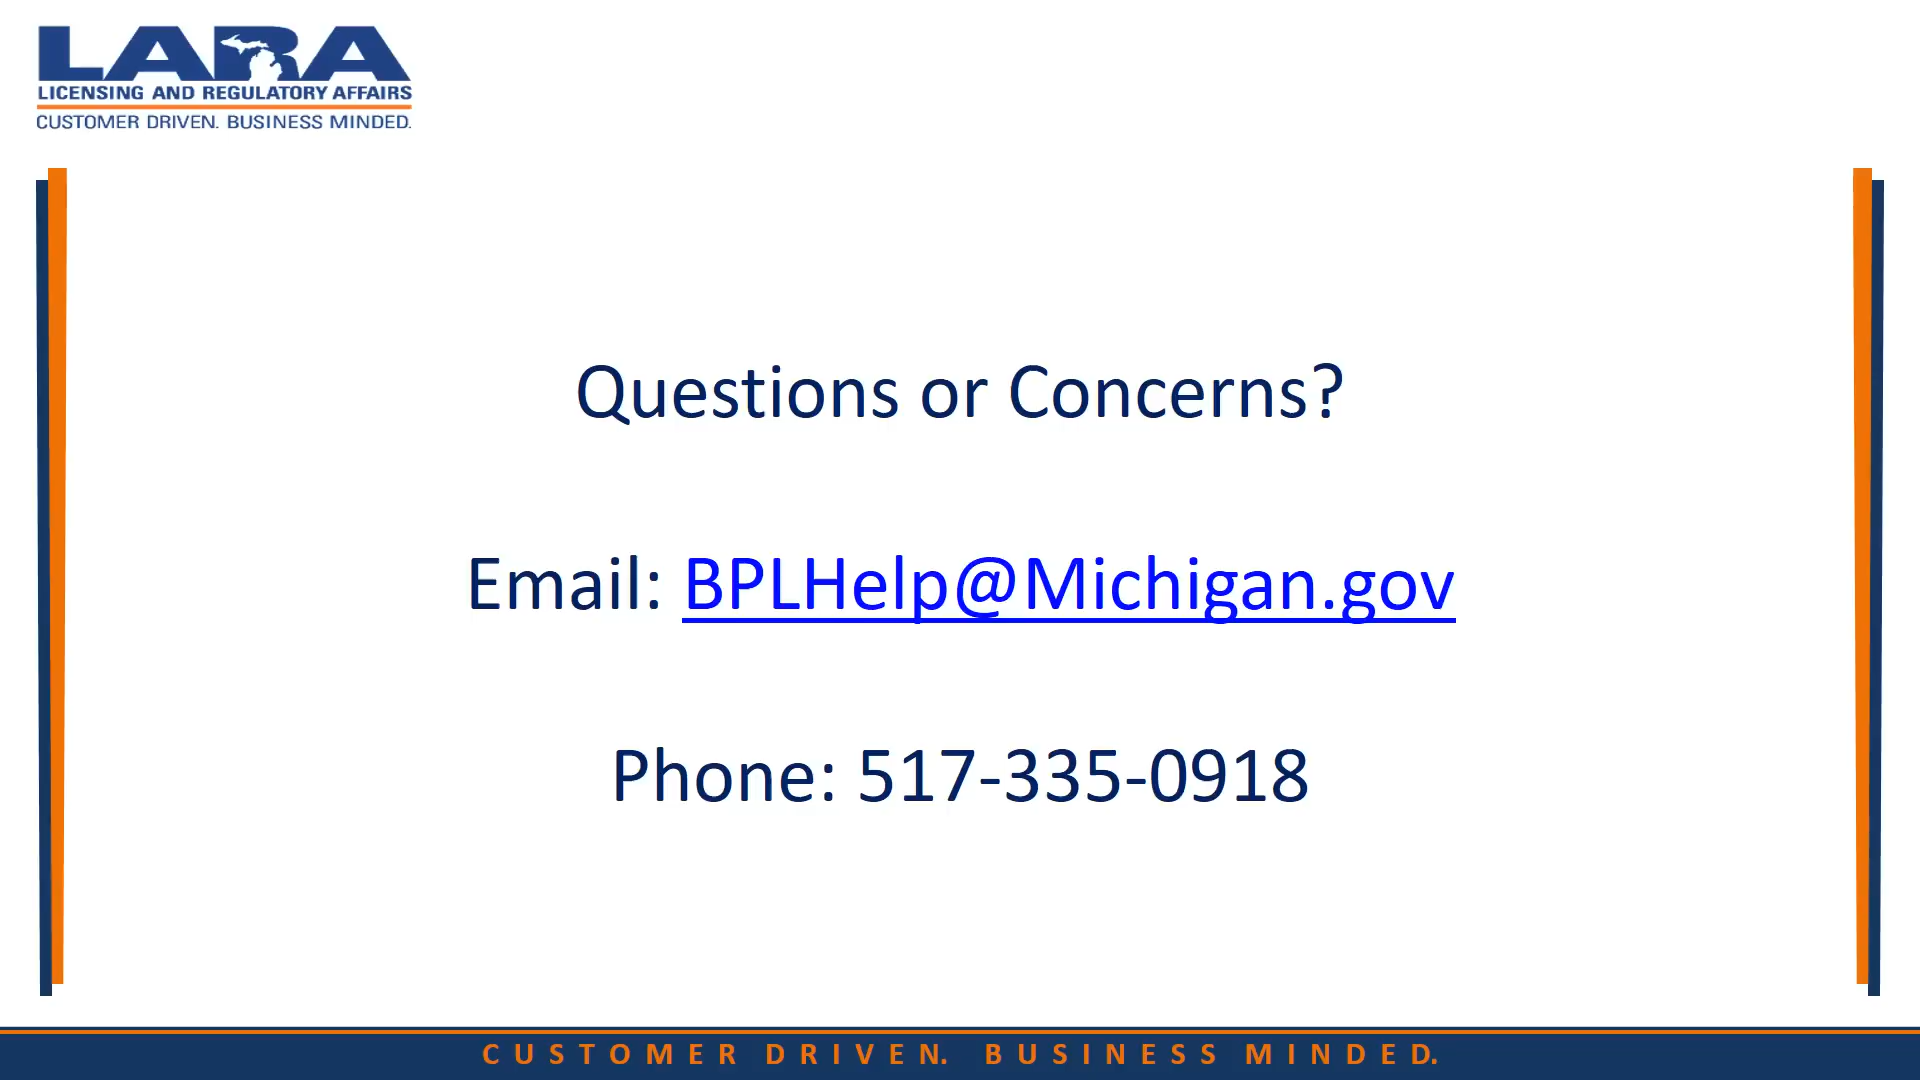 LARA
LICENSING AND REGULATORY AFFAIRS
CUSTOMER DRIVEN. BUSINESS MINDED.
Questions or Concerns?
Email: BPLHelp@Michigan.gov
Phone: 517-335-0918
CUSTOMER DRIVEN. BUSINESS MINDED.